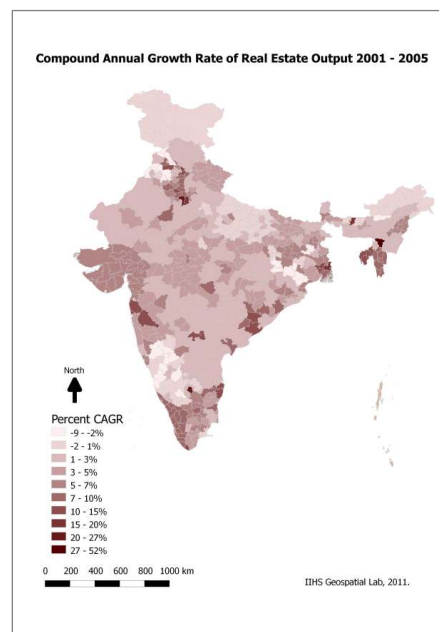 Compound Annual Growth Rate of Real Estate Output 2001 - 2005
North
Percent CAGR
-9 - -2%
-2 - 1%
1 - 3%
3 - 5%
5 - 7%
7 - 10%
10 - 15%
15 - 20%
20 - 27%
27 - 52%
0 200 400 600 800 1000 km
IIHS Geospatial Lab, 2011.